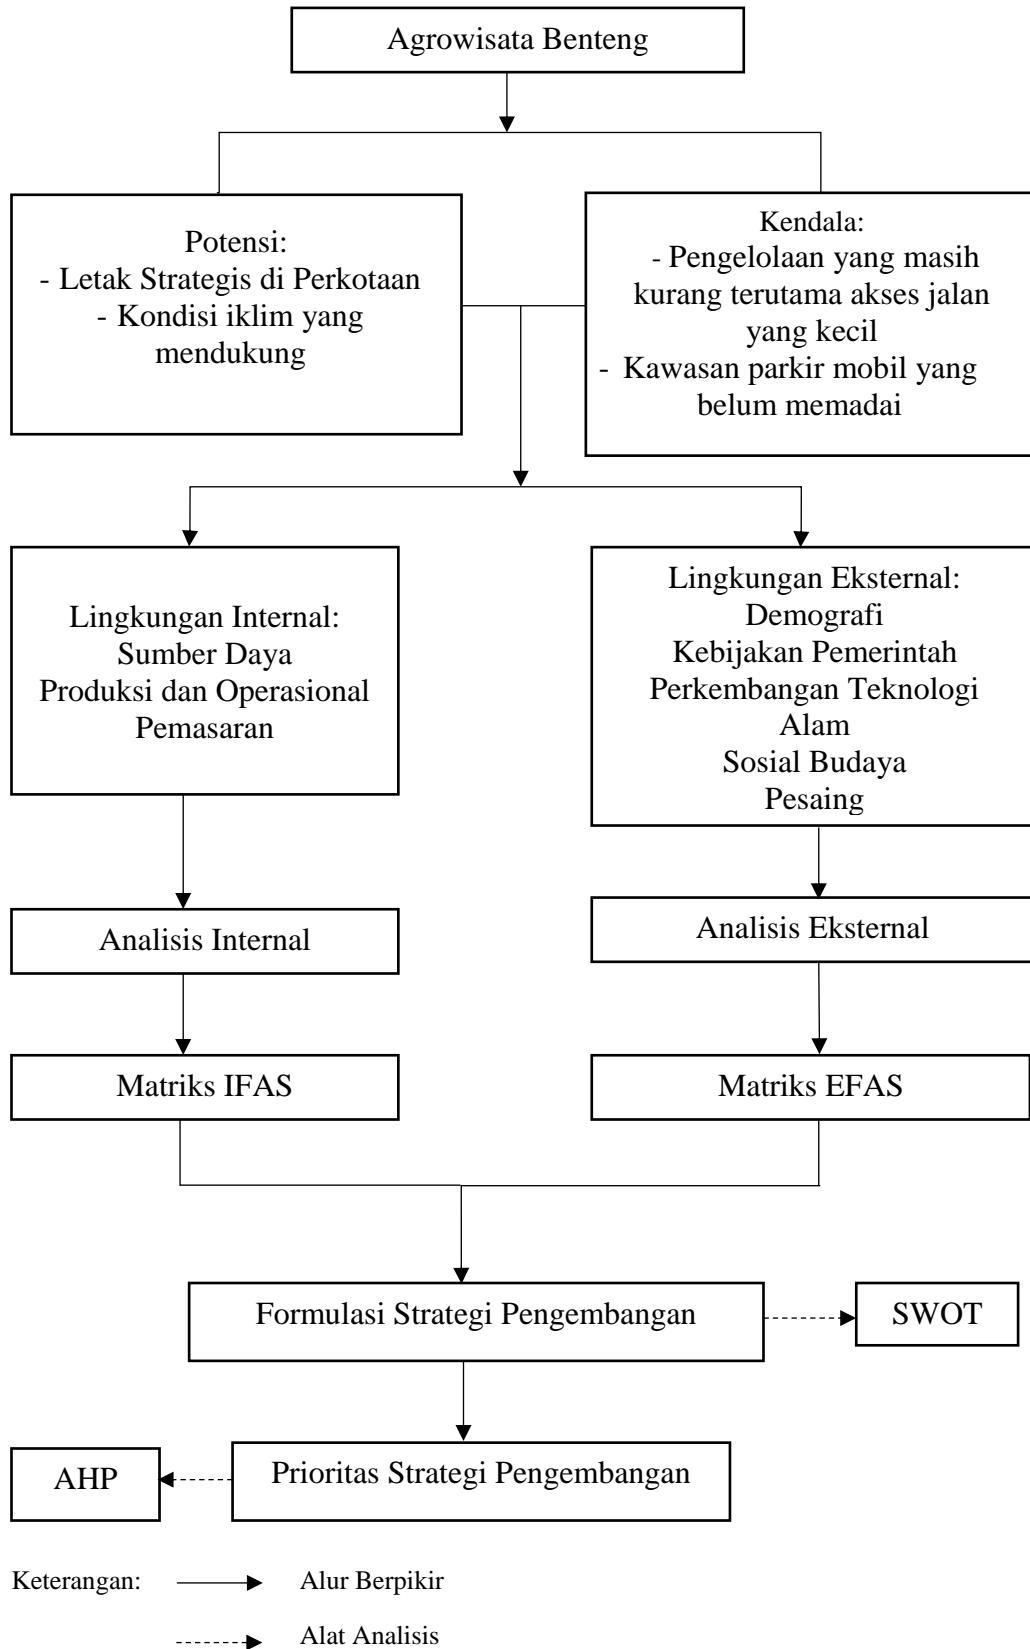 Agrowisata Benteng
Potensi:
- Letak Strategis di Perkotaan
- Kondisi iklim yang
mendukung
Kendala:
- Pengelolaan yang masih
kurang terutama akses jalan
yang kecil
- Kawasan parkir mobil yang
belum memadai
Lingkungan Internal:
Sumber Daya
Produksi dan Operasional
Pemasaran
Lingkungan Eksternal:
Demografi
Kebijakan Pemerintah
Perkembangan Teknologi
Alam
Sosial Budaya
Pesaing
Analisis Internal
Analisis Eksternal
Matriks IFAS
Matriks EFAS
Formulasi Strategi Pengembangan
SWOT
AHP
Prioritas Strategi Pengembangan
Keterangan:
Alur Berpikir
Alat Analisis